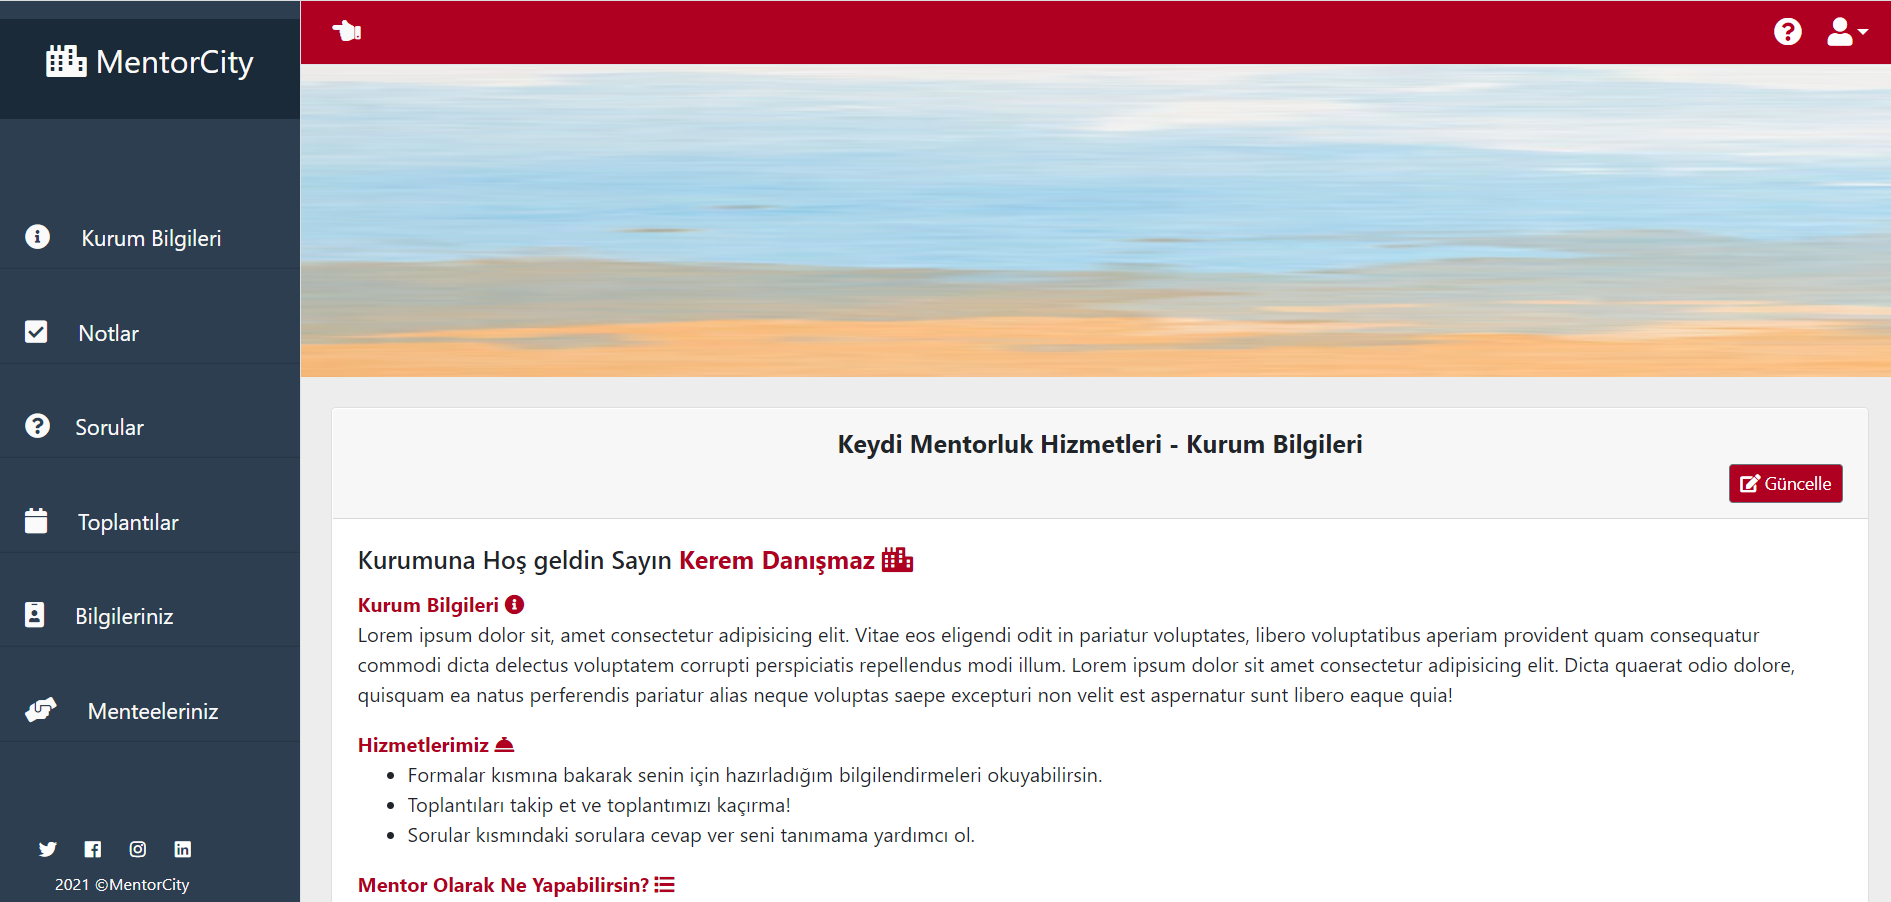 MentorCity
Kurum Bilgileri
Notlar
Sorular
Toplantılar
Bilgileriniz
Menteeleriniz
2021 ©MentorCity
Keydi Mentorluk Hizmetleri - Kurum Bilgileri
Güncelle
Kurumuna Hoş geldin Sayın Kerem Danışmaz
Kurum Bilgileri
Lorem ipsum dolor sit, amet consectetur adipisicing elit. Vitae eos eligendi odit in pariatur voluptates, libero voluptatibus aperiam provident quam consequatur
commodi dicta delectus voluptatem corrupti perspiciatis repellendus modi illum. Lorem ipsum dolor sit amet consectetur adipisicing elit. Dicta quaerat odio dolore,
quisquam ea natus perferendis pariatur alias neque voluptas saepe excepturi non velit est aspernatur sunt libero eaque quia!
Hizmetlerimiz
• Formalar kısmına bakarak senin için hazırladığım bilgilendirmeleri okuyabilirsin.
• Toplantıları takip et ve toplantımızı kaçırma!
• Sorular kısmındaki sorulara cevap ver seni tanımama yardımcı ol.
Mentor Olarak Ne Yapabilirsin?